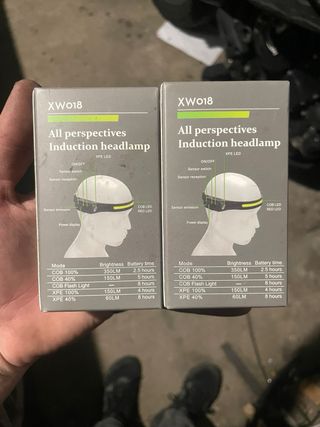 XW018
All perspectives
Induction headlamp
XPE LED
ON/OFF
Sensor switch
Sensor reception
Sensor emission
COB LED
RED LED
Power display
Mode Brightness Battery time
COB 100% 350LM 2.5 hours
COB 40% 150LM 5 hours
COB Flash Light — 8 hours
XPE 100% 150LM 4 hours
XPE 40% 60LM 8 hours
XW018
All perspectives
Induction headlamp
XPE LED
ON/OFF
Sensor switch
Sensor reception
Sensor emission
COB LED
RED LED
Power display
Mode Brightness Battery time
COB 100% 350LM 2.5 hours
COB 40% 150LM 5 hours
COB Flash Light — 8 hours
XPE 100% 150LM 4 hours
XPE 40% 60LM 8 hours